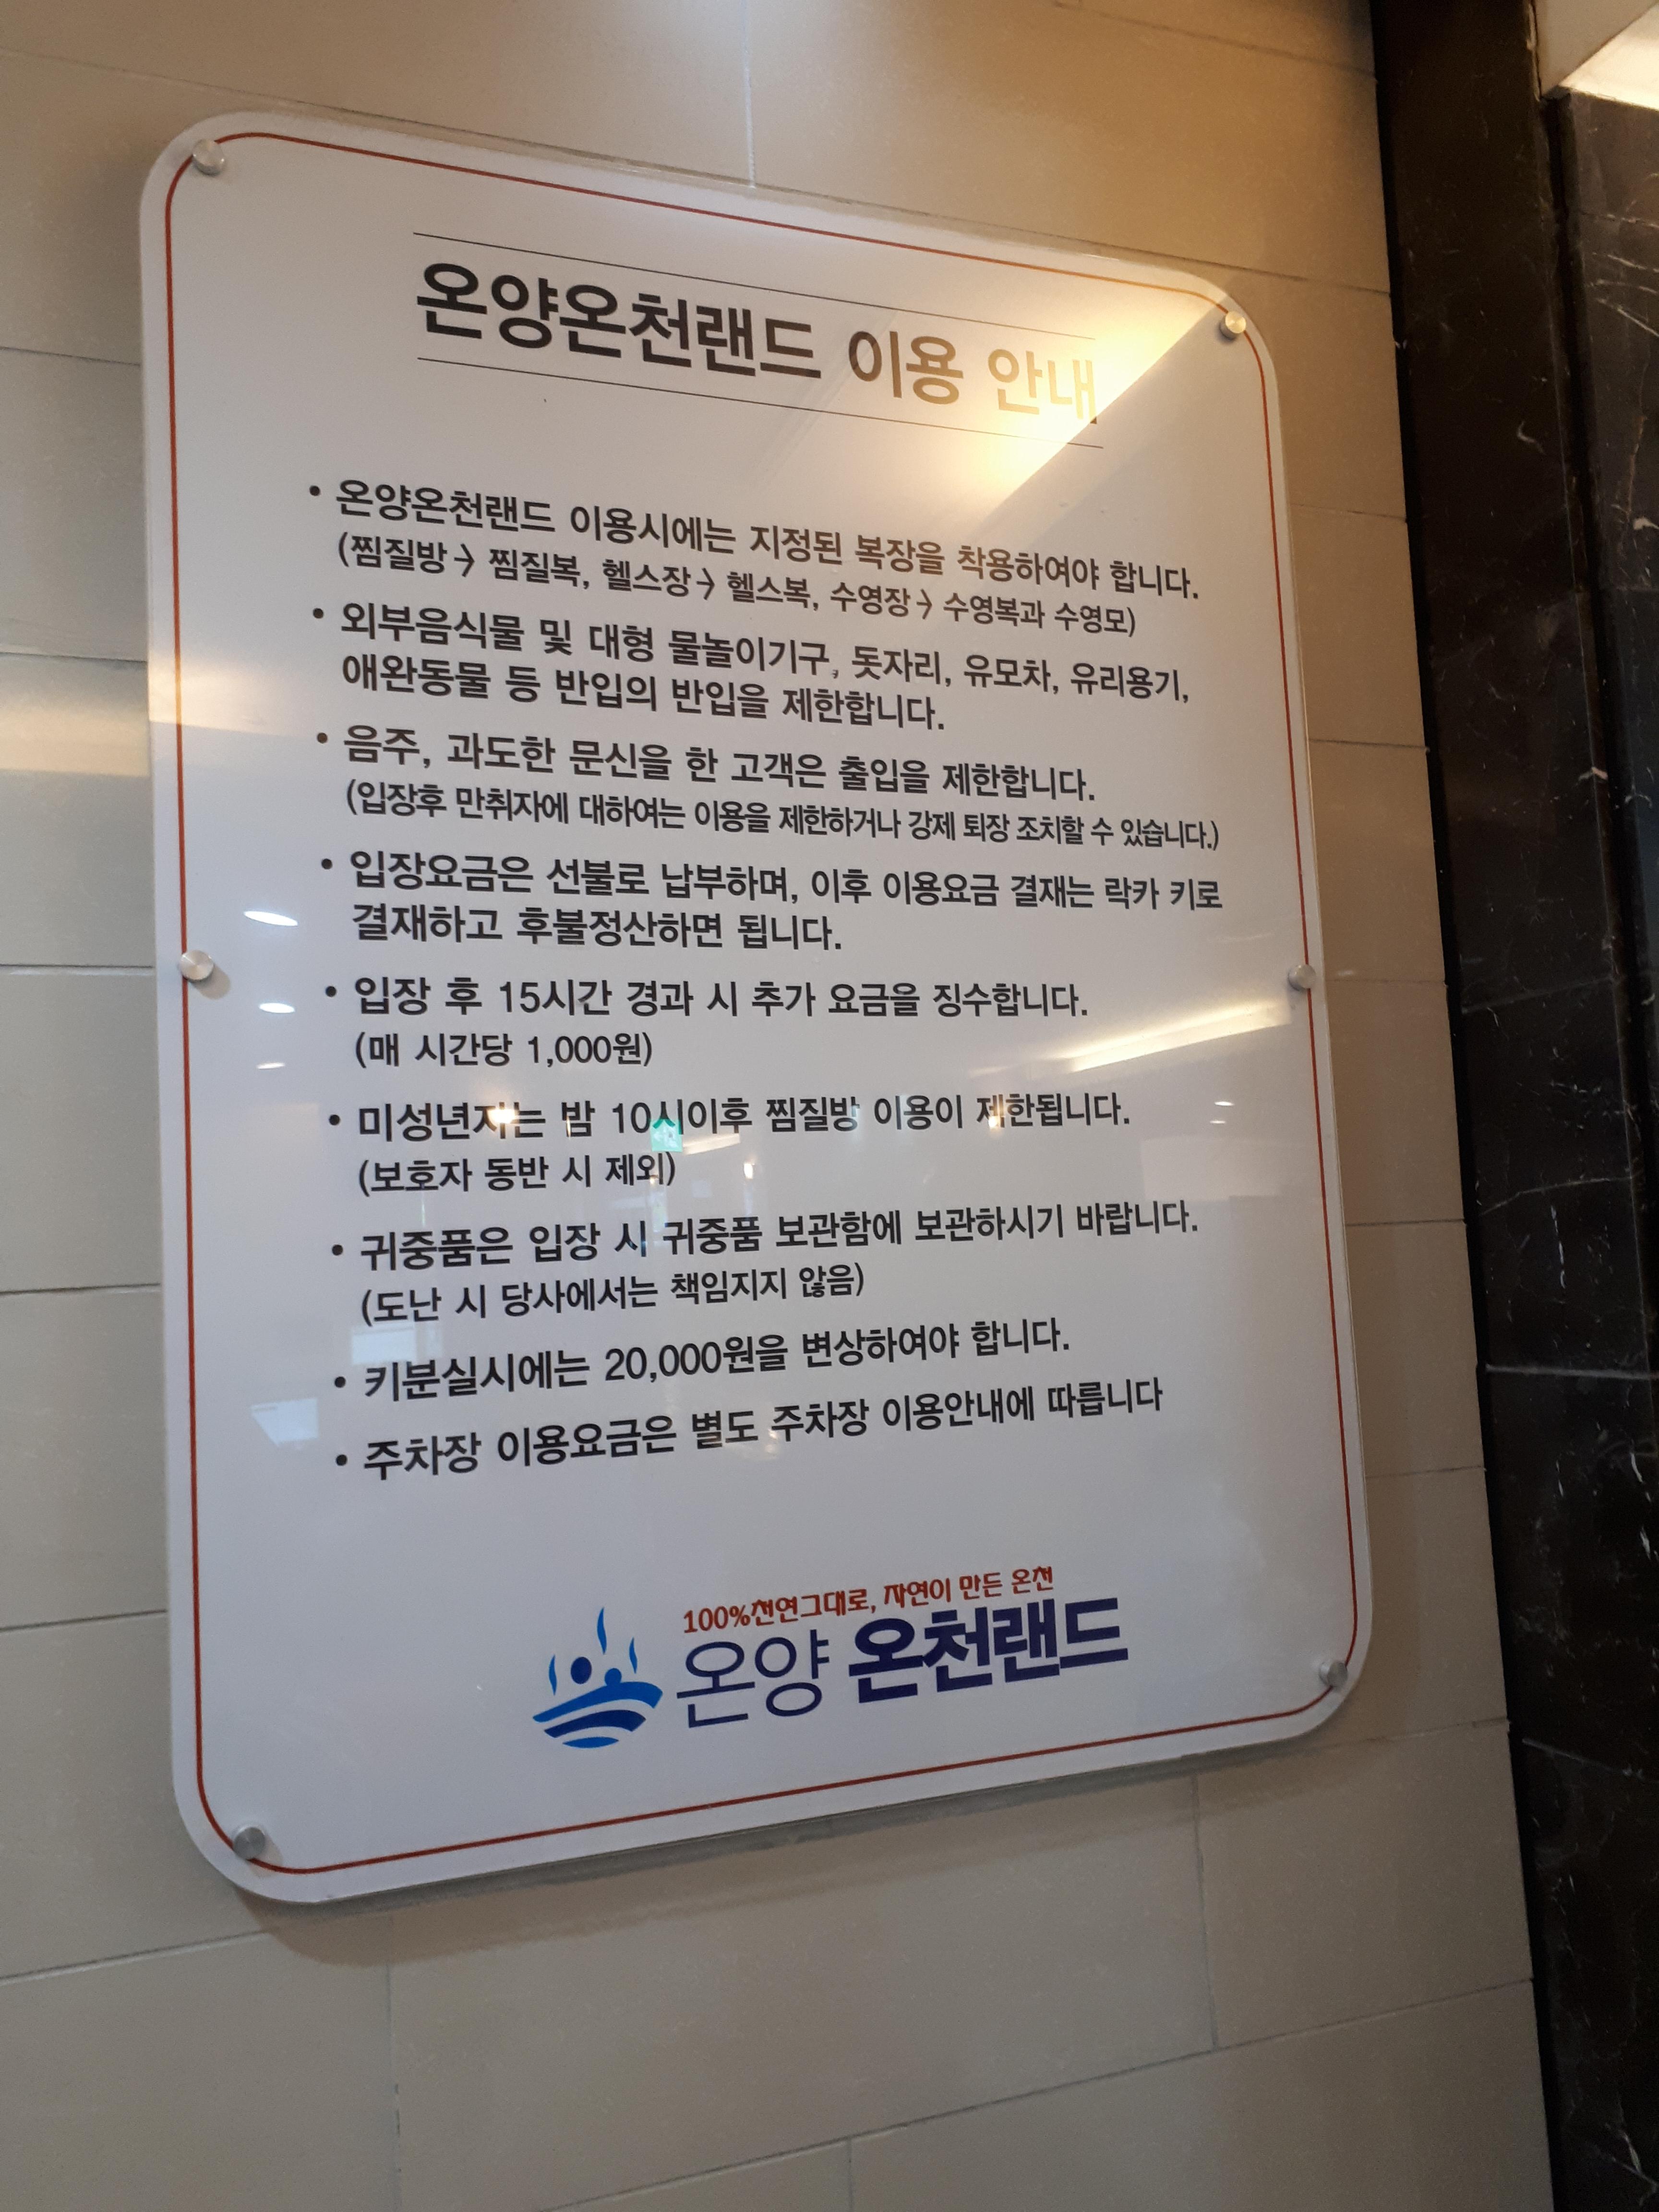 온양온천랜드 이용 안내
• 온양온천랜드 이용시에는 지정된 복장을 착용하여야 합니다.
(찜질방→ 찜질복, 헬스장→ 헬스복, 수영장→ 수영복과 수영모)
• 외부음식물 및 대형 물놀이기구, 돗자리, 유모차, 유리용기,
애완동물 등 반입의 반입을 제한합니다.
• 음주, 과도한 문신을 한 고객은 출입을 제한합니다.
(입장후 만취자에 대하여는 이용을 제한하거나 강제 퇴장 조치할 수 있습니다.)
• 입장요금은 선불로 납부하며, 이후 이용요금 결재는 락카 키로
결재하고 후불정산하면 됩니다.
• 입장 후 15시간 경과 시 추가 요금을 징수합니다.
(매 시간당 1,000원)
• 미성년자는 밤 10시이후 찜질방 이용이 제한됩니다.
(보호자 동반 시 제외)
• 귀중품은 입장 시 귀중품 보관함에 보관하시기 바랍니다.
(도난 시 당사에서는 책임지지 않음)
• 키분실시에는 20,000원을 변상하여야 합니다.
• 주차장 이용요금은 별도 주차장 이용안내에 따릅니다
100%천연그대로, 자연이 만든 온천
온양 온천랜드